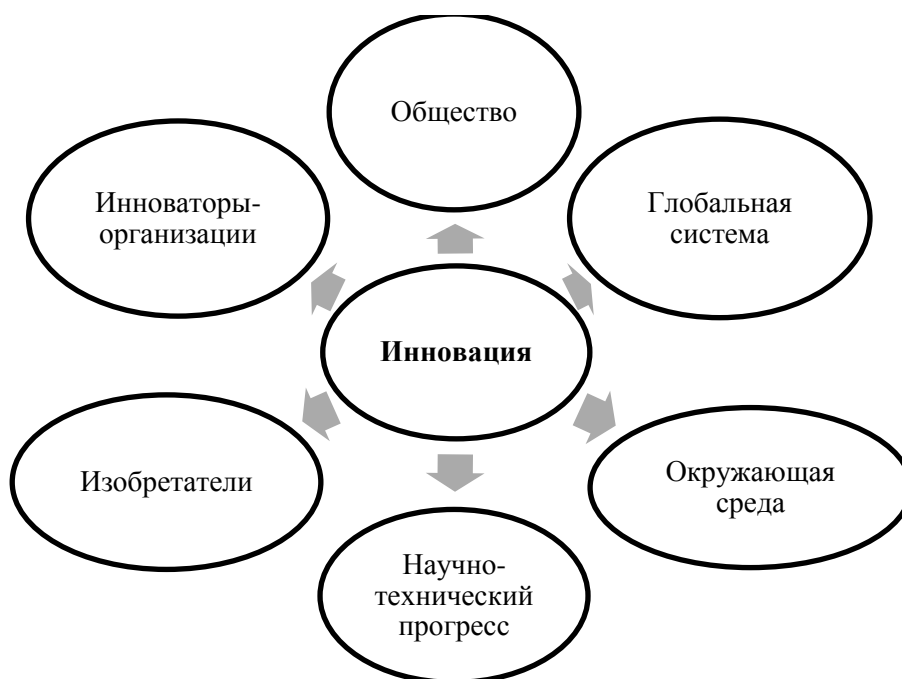 Общество
Инноваторы-
организации
Глобальная
система
Инновация
Изобретатели
Окружающая
среда
Научно-
технический
прогресс